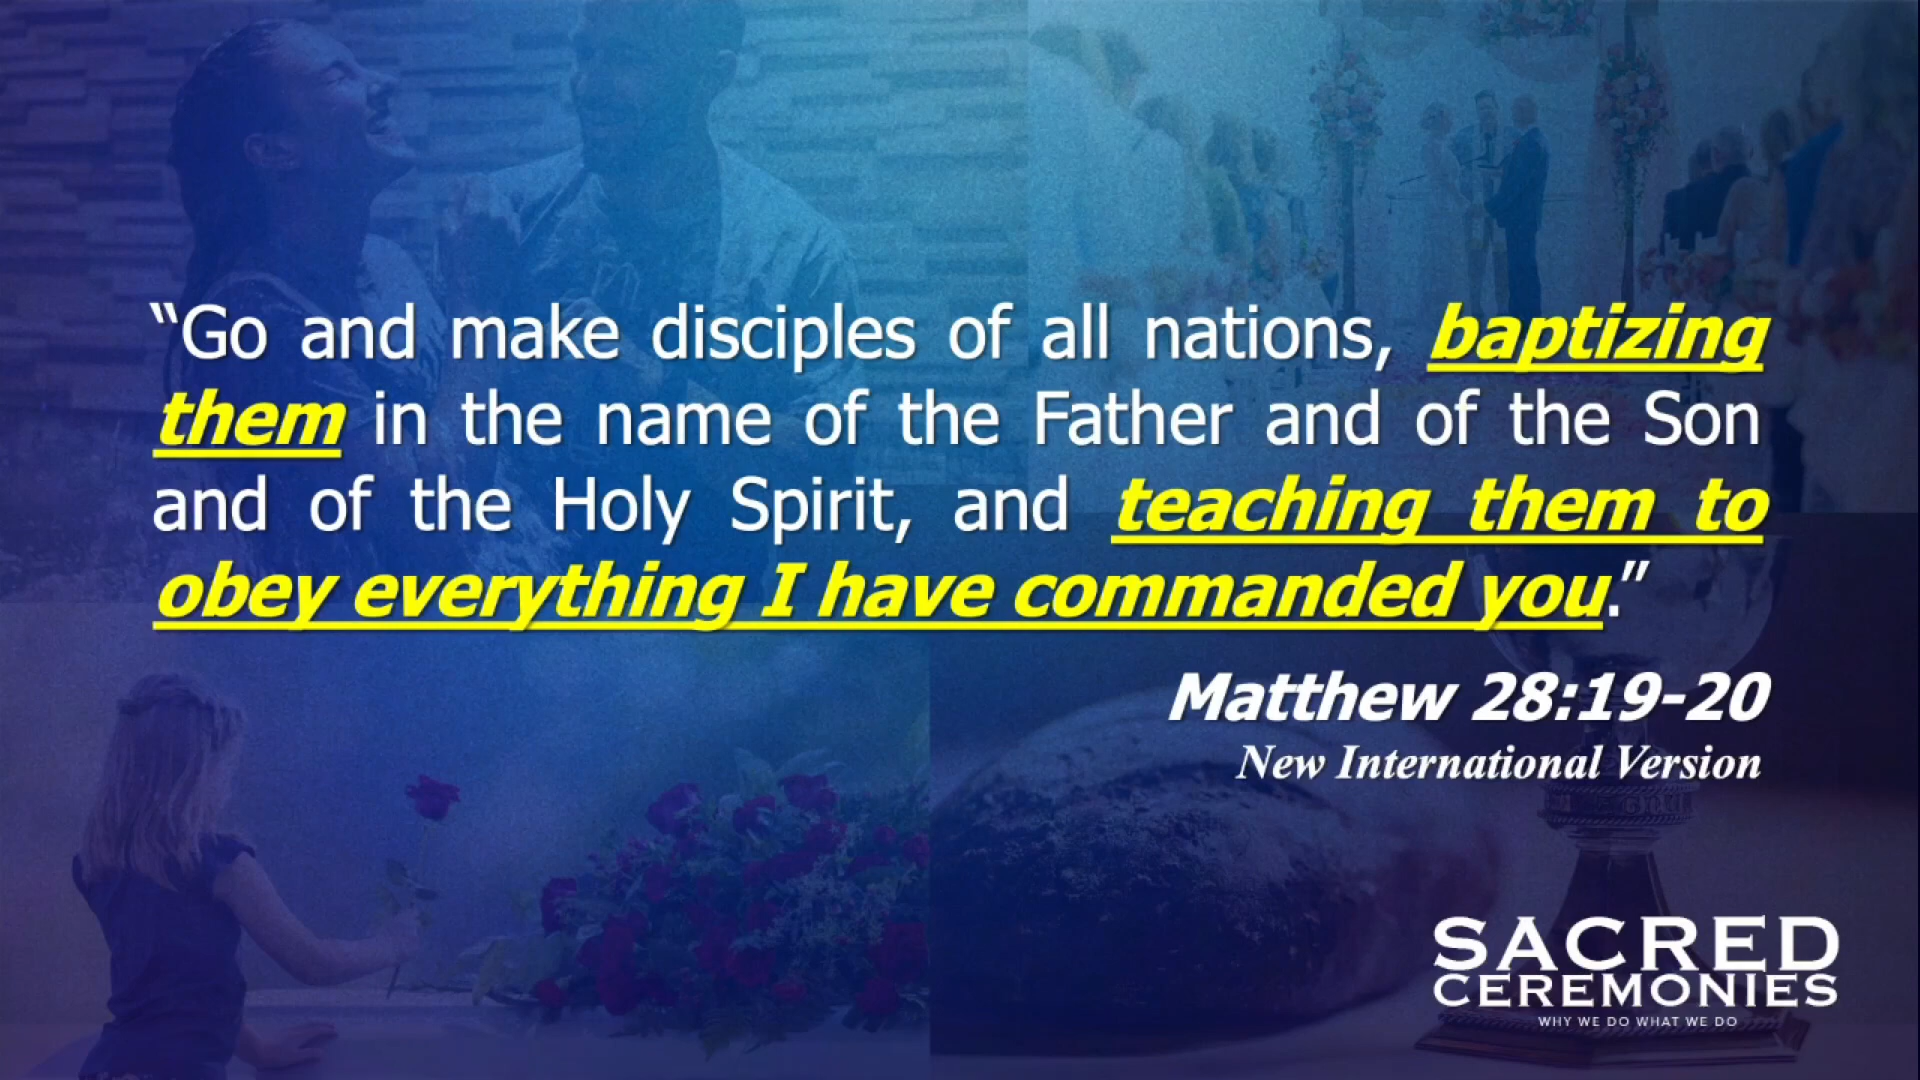 “Go and make disciples of all nations, baptizing
them in the name of the Father and of the Son
and of the Holy Spirit, and teaching them to
obey everything I have commanded you.”
Matthew 28:19-20
New International Version
SACRED
CEREMONIES
WHY WE DO WHAT WE DO